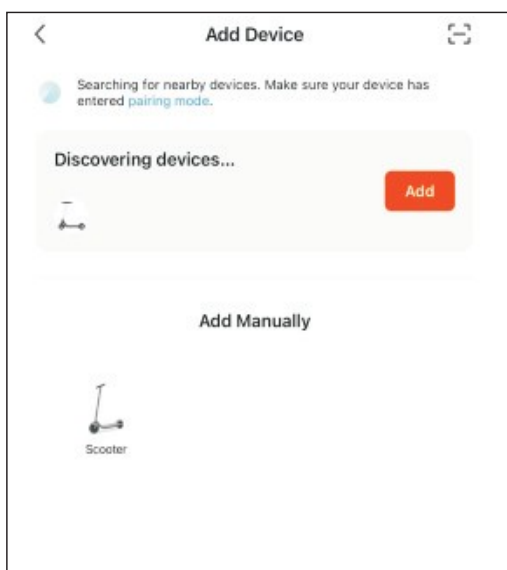 Add Device
Searching for nearby devices. Make sure your device has
entered pairing mode.
Discovering devices...
Add
Add Manually
Scooter